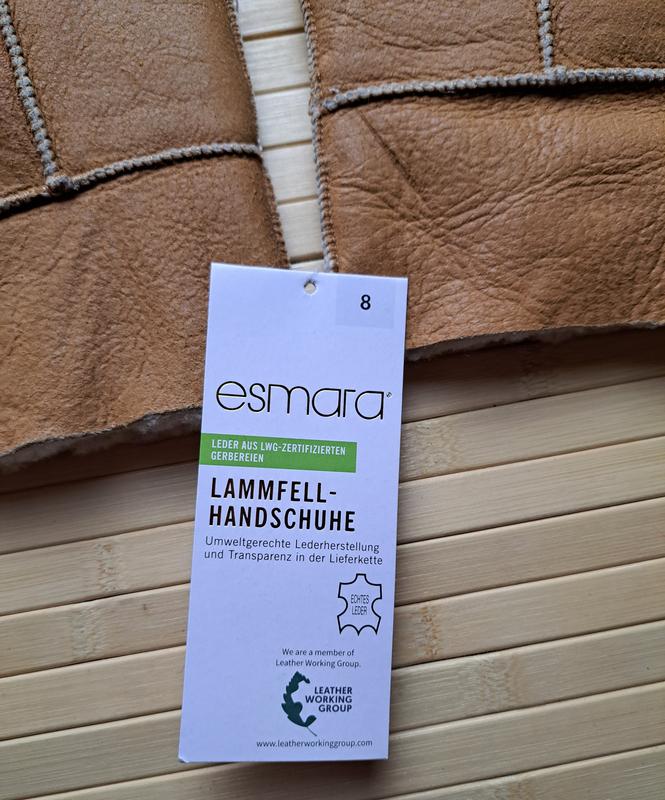 8
esmara®
LEDER AUS LWG-ZERTIFIZIERTEN
GERBEREIEN
LAMMFELL-
HANDSCHUHE
Umweltgerechte Lederherstellung
und Transparenz in der Lieferkette
ECHTES
LEDER
We are a member of
Leather Working Group.
LEATHER
WORKING
GROUP
www.leatherworkinggroup.com